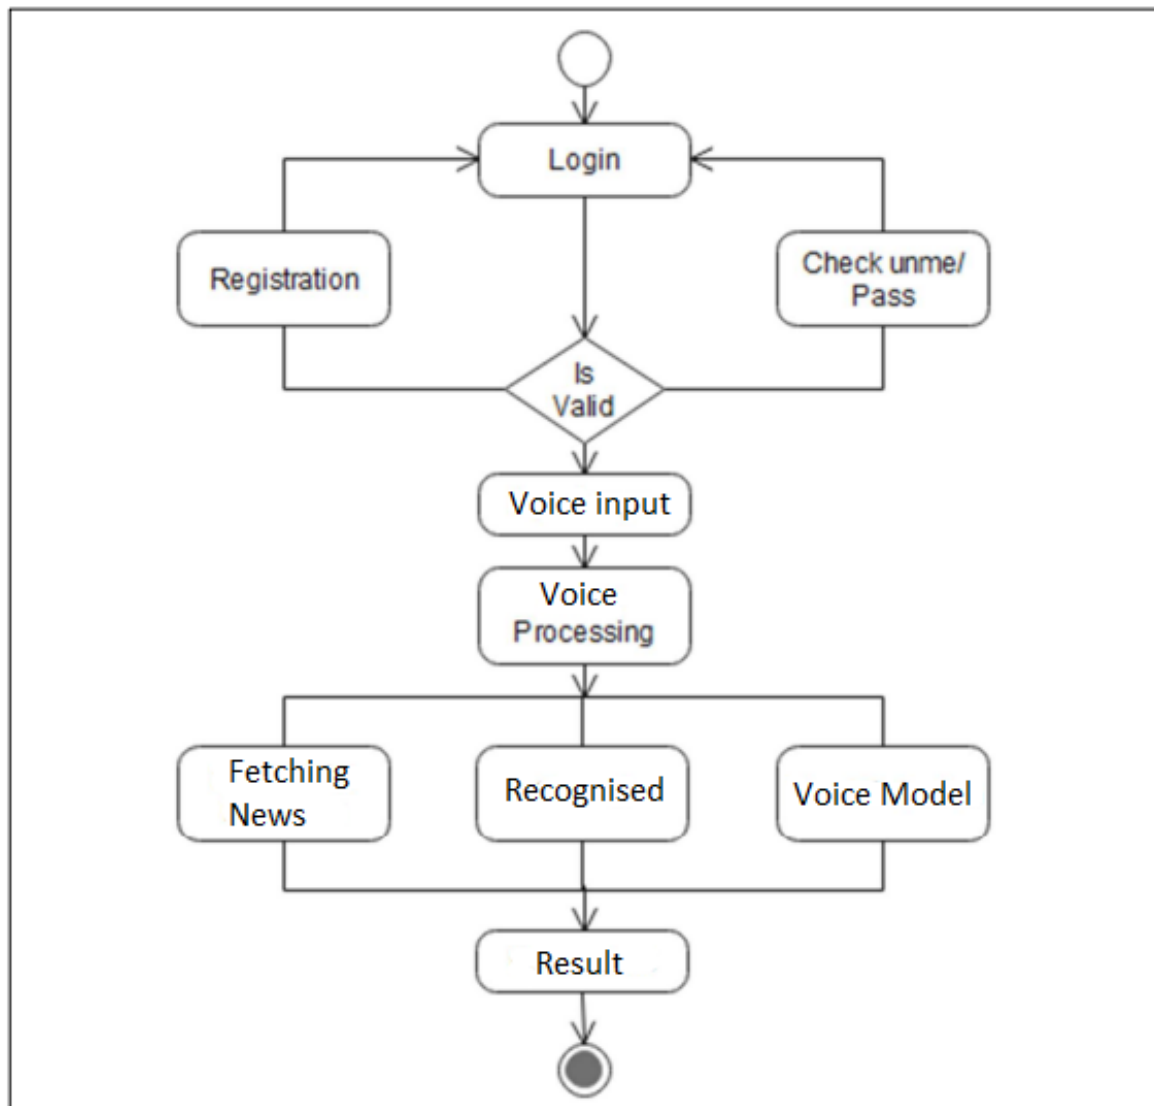 Login
Registration
Check unme/
Pass
Is
Valid
Voice input
Voice
Processing
Fetching
News
Recognised
Voice Model
Result